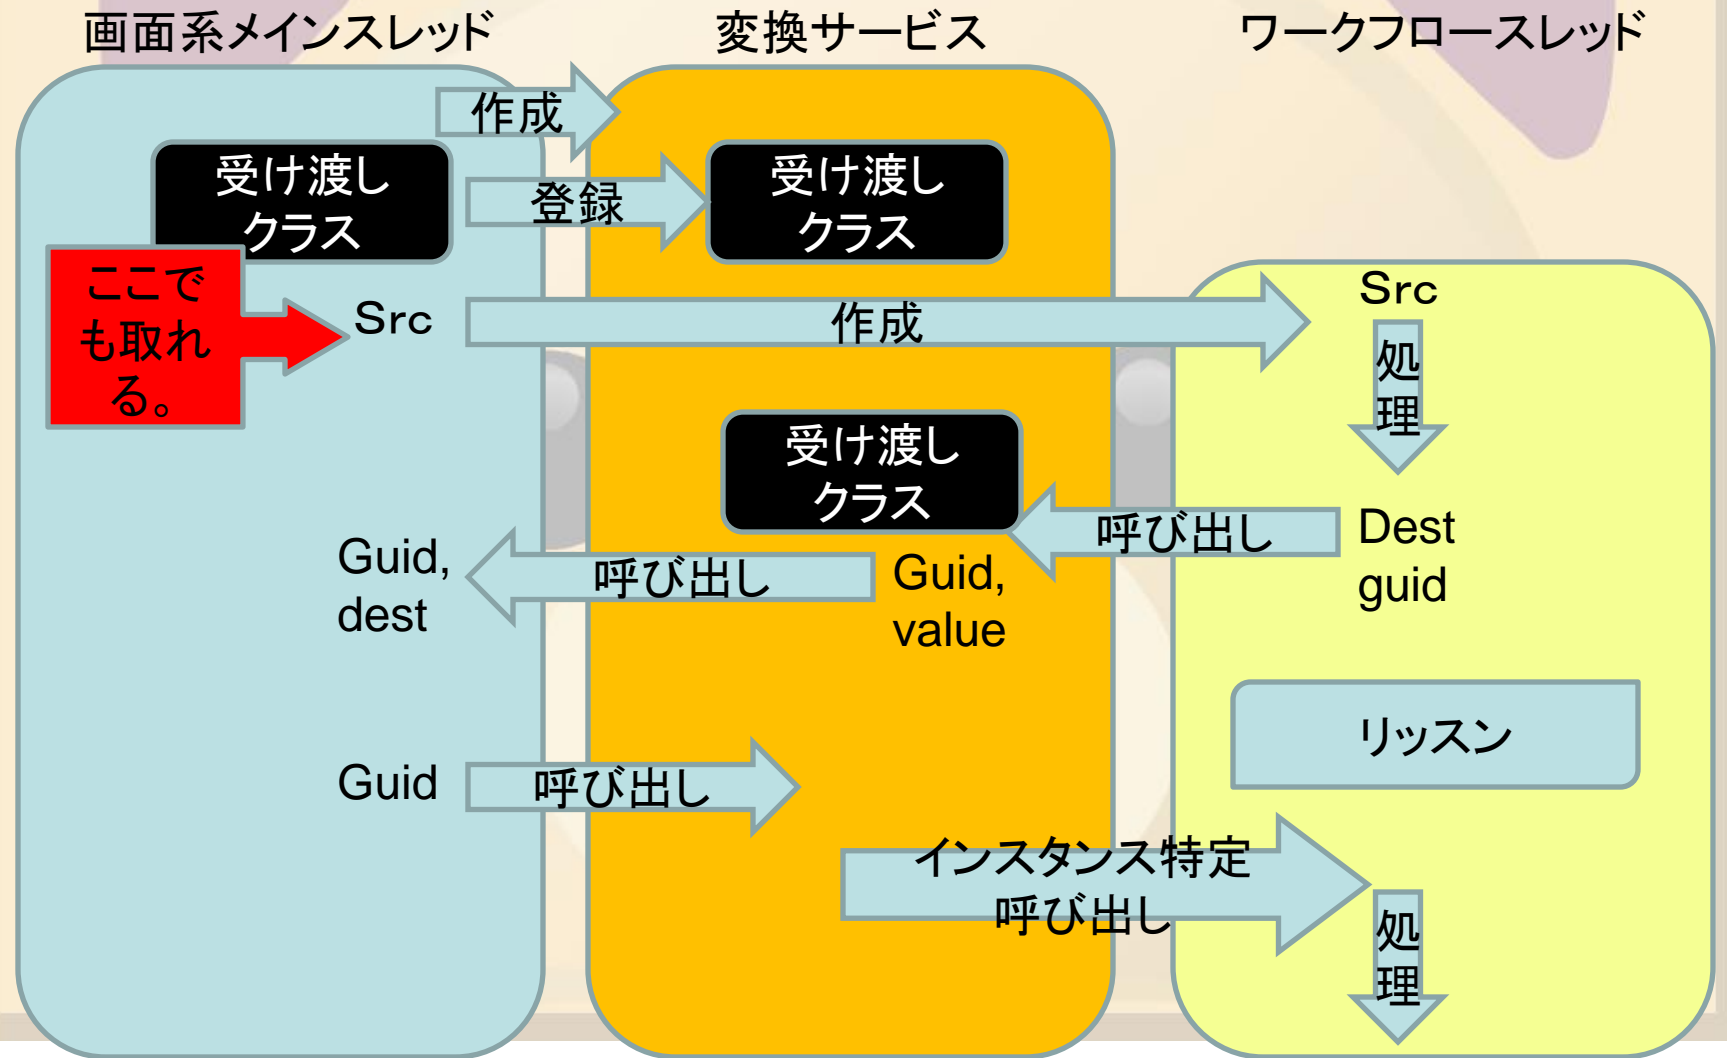 画面系メインスレッド
変換サービス
ワークフロースレッド
作成
受け渡し
クラス
登録
受け渡し
クラス
ここで
も取れ
る。
Src
作成
Src
処
理
受け渡し
クラス
呼び出し
Dest
guid
Guid,
dest
呼び出し
Guid,
value
リッスン
Guid
呼び出し
インスタンス特定
呼び出し
処
理